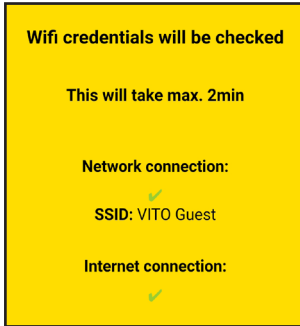 Wifi credentials will be checked
This will take max. 2min
Network connection:
✔
SSID: VITO Guest
Internet connection:
✔